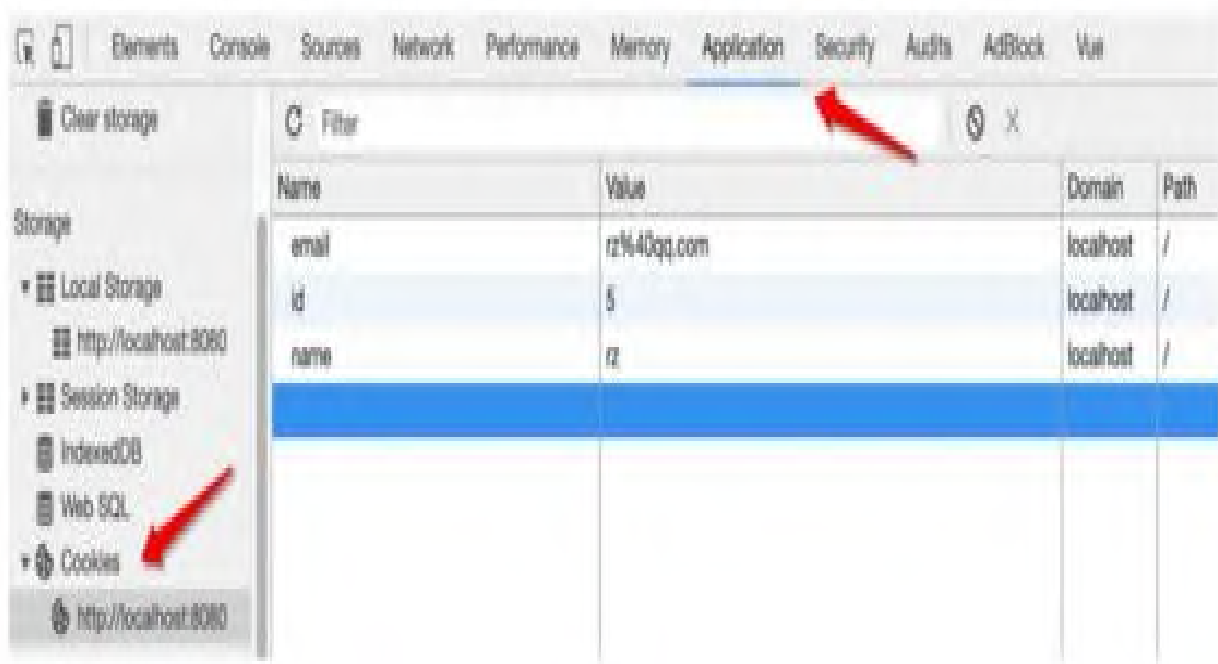 Elements Console Sources Network Performance Memory Application Security Audits AdBlock Vue
Clear storage
Filter
Name Value Domain Path
Storage
email rz%40qq.com localhost /
Local Storage
id 5 localhost /
http://localhost:8080
name rz localhost /
Session Storage
IndexedDB
Web SQL
Cookies
http://localhost:8080